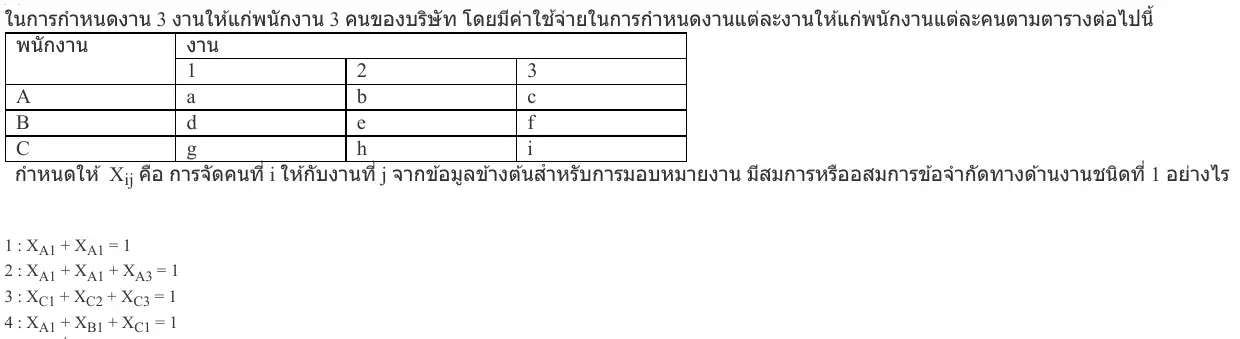 ในการกำหนดงาน 3 งานให้แก่พนักงาน 3 คนของบริษัท โดยมีค่าใช้จ่ายในการกำหนดงานแต่ละงานให้แก่พนักงานแต่ละคนตามตารางต่อไปนี้
พนักงาน งาน
1 2 3
A a b c
B d e f
C g h i
กำหนดให้ Xij คือ การจัดคนที่ i ให้กับงานที่ j จากข้อมูลข้างต้นสำหรับการมอบหมายงาน มีสมการหรืออสมการข้อจำกัดทางด้านงานชนิดที่ 1 อย่างไร
1 : XA1 + XA1 = 1
2 : XA1 + XA1 + XA3 = 1
3 : XC1 + XC2 + XC3 = 1
4 : XA1 + XB1 + XC1 = 1